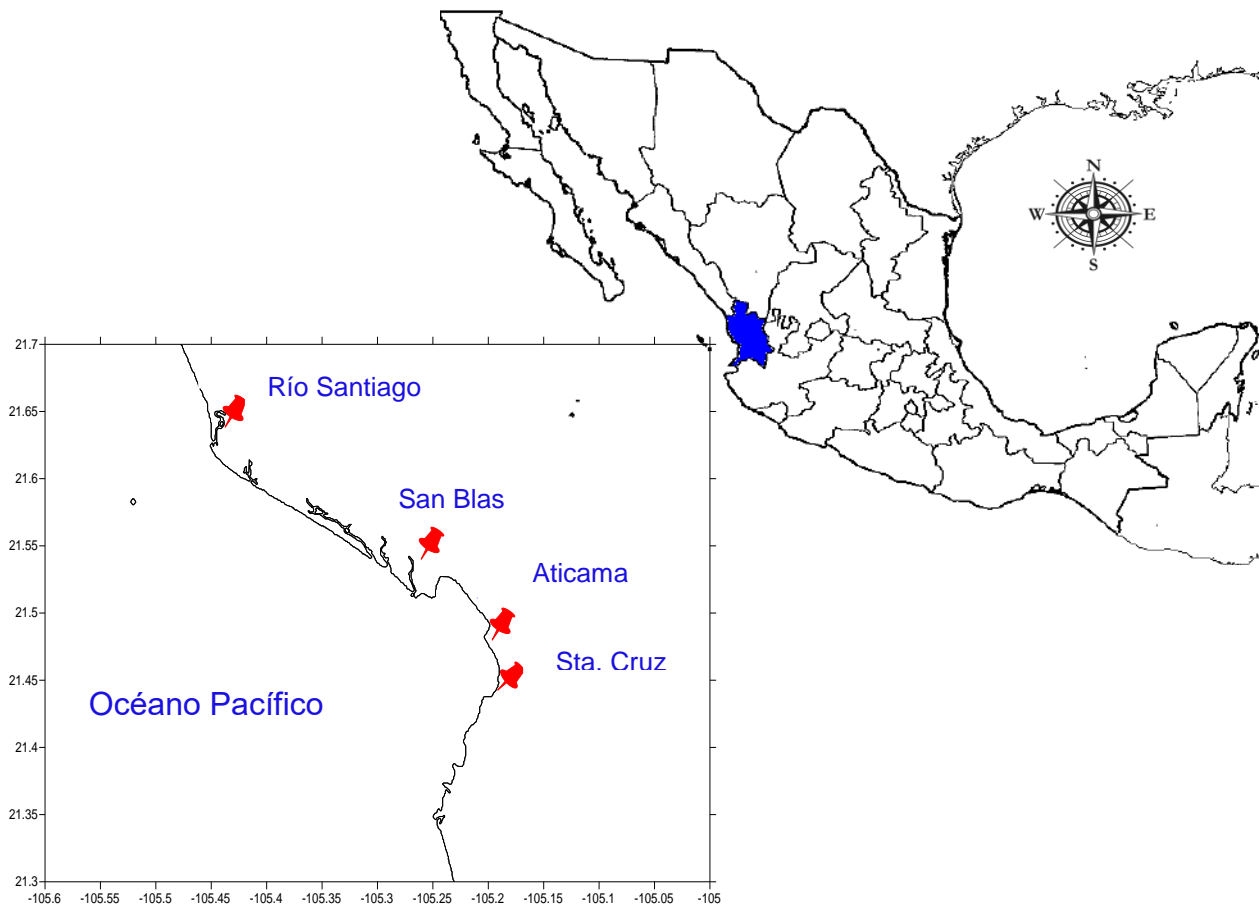 N
W
E
S
21.7
Río Santiago
21.65
21.6
San Blas
21.55
Aticama
21.5
Sta. Cruz
21.45
Océano Pacífico
21.4
21.35
21.3
-105.6 -105.55 -105.5 -105.45 -105.4 -105.35 -105.3 -105.25 -105.2 -105.15 -105.1 -105.05 -105